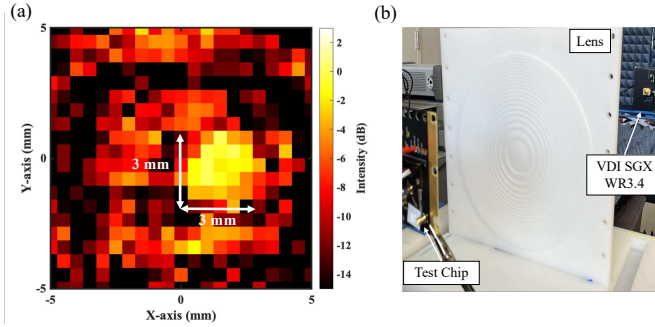 (a)
5
0
-5
Y-axis (mm)
-5
0
5
X-axis (mm)
3 mm
3 mm
2
0
-2
-4
-6
-8
-10
-12
-14
Intensity (dB)
(b)
Lens
VDI SGX
WR3.4
Test Chip